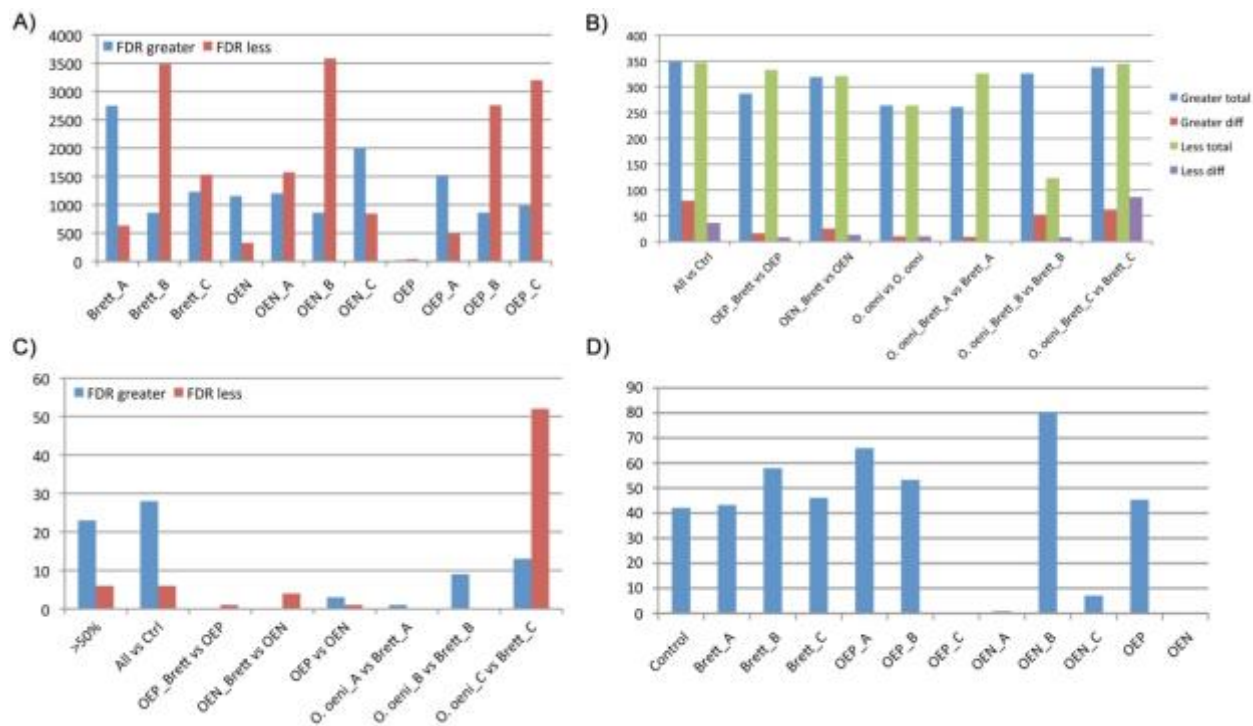 A)
FDR greater FDR less
4000
3500
3000
2500
2000
1500
1000
500
0
Brett_A Brett_B Brett_C OEN OEN_A OEN_B OEN_C OEP OEP_A OEP_B OEP_C
B)
400
350
300
250
200
150
100
50
0
Greater total
Greater diff
Less total
Less diff
All vs Ctrl OEP_Brett vs OEP OEN_Brett vs OEN O. oeni vs O. oeni O. oeni_Brett_A vs Brett_A O. oeni_Brett_B vs Brett_B O. oeni_Brett_C vs Brett_C
C)
FDR greater FDR less
60
50
40
30
20
10
0
>50% All vs Ctrl OEP_Brett vs OEP OEN_Brett vs OEN OEP vs OEN O. oeni_A vs Brett_A O. oeni_B vs Brett_B O. oeni_C vs Brett_C
D)
90
80
70
60
50
40
30
20
10
0
Control Brett_A Brett_B Brett_C OEP_A OEP_B OEP_C OEN_A OEN_B OEN_C OEP OEN